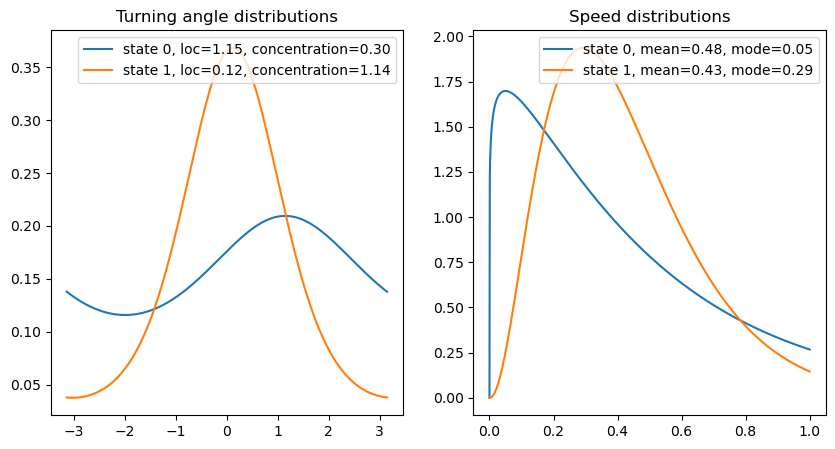 Turning angle distributions
state 0, loc=1.15, concentration=0.30
state 1, loc=0.12, concentration=1.14
0.35
0.30
0.25
0.20
0.15
0.10
0.05
−3 −2 −1 0 1 2 3
Speed distributions
state 0, mean=0.48, mode=0.05
state 1, mean=0.43, mode=0.29
2.00
1.75
1.50
1.25
1.00
0.75
0.50
0.25
0.00
0.0 0.2 0.4 0.6 0.8 1.0